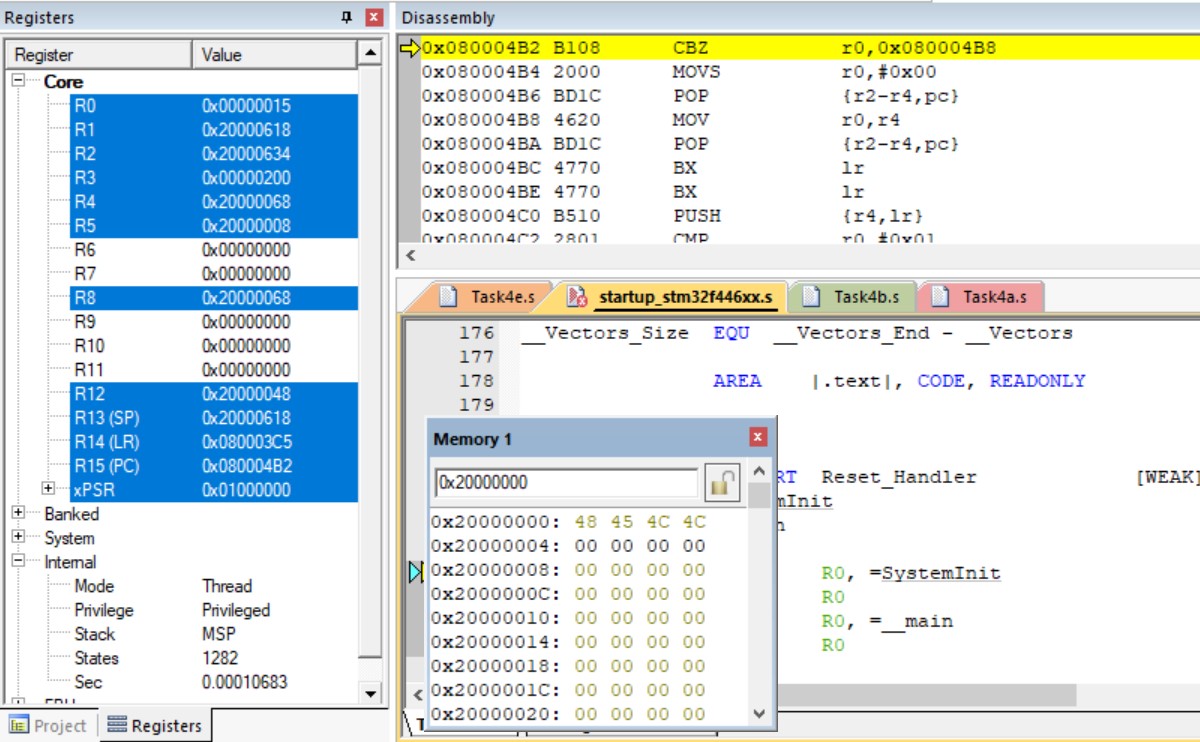 Registers
Register Value
Core
R0 0x00000015
R1 0x20000618
R2 0x20000634
R3 0x00000200
R4 0x20000068
R5 0x20000008
R6 0x00000000
R7 0x00000000
R8 0x20000068
R9 0x00000000
R10 0x00000000
R11 0x00000000
R12 0x20000048
R13 (SP) 0x20000618
R14 (LR) 0x080003C5
R15 (PC) 0x080004B2
xPSR 0x01000000
Banked
System
Internal
Mode Thread
Privilege Privileged
Stack MSP
States 1282
Sec 0.00010683
Project Registers
Disassembly
0x080004B2 B108 CBZ r0,0x080004B8
0x080004B4 2000 MOVS r0,#0x00
0x080004B6 BD1C POP {r2-r4,pc}
0x080004B8 4620 MOV r0,r4
0x080004BA BD1C POP {r2-r4,pc}
0x080004BC 4770 BX lr
0x080004BE 4770 BX lr
0x080004C0 B510 PUSH {r4,lr}
0x080004C2 2801 CMP r0,#0x01
Task4e.s startup_stm32f446xx.s Task4b.s Task4a.s
176 __Vectors_Size EQU __Vectors_End - __Vectors
177
178 AREA |.text|, CODE, READONLY
179
RT Reset_Handler [WEAK]
mInit
R0, =SystemInit
R0
R0, =__main
R0
Memory 1
0x20000000
0x20000000: 48 45 4C 4C
0x20000004: 00 00 00 00
0x20000008: 00 00 00 00
0x2000000C: 00 00 00 00
0x20000010: 00 00 00 00
0x20000014: 00 00 00 00
0x20000018: 00 00 00 00
0x2000001C: 00 00 00 00
0x20000020: 00 00 00 00